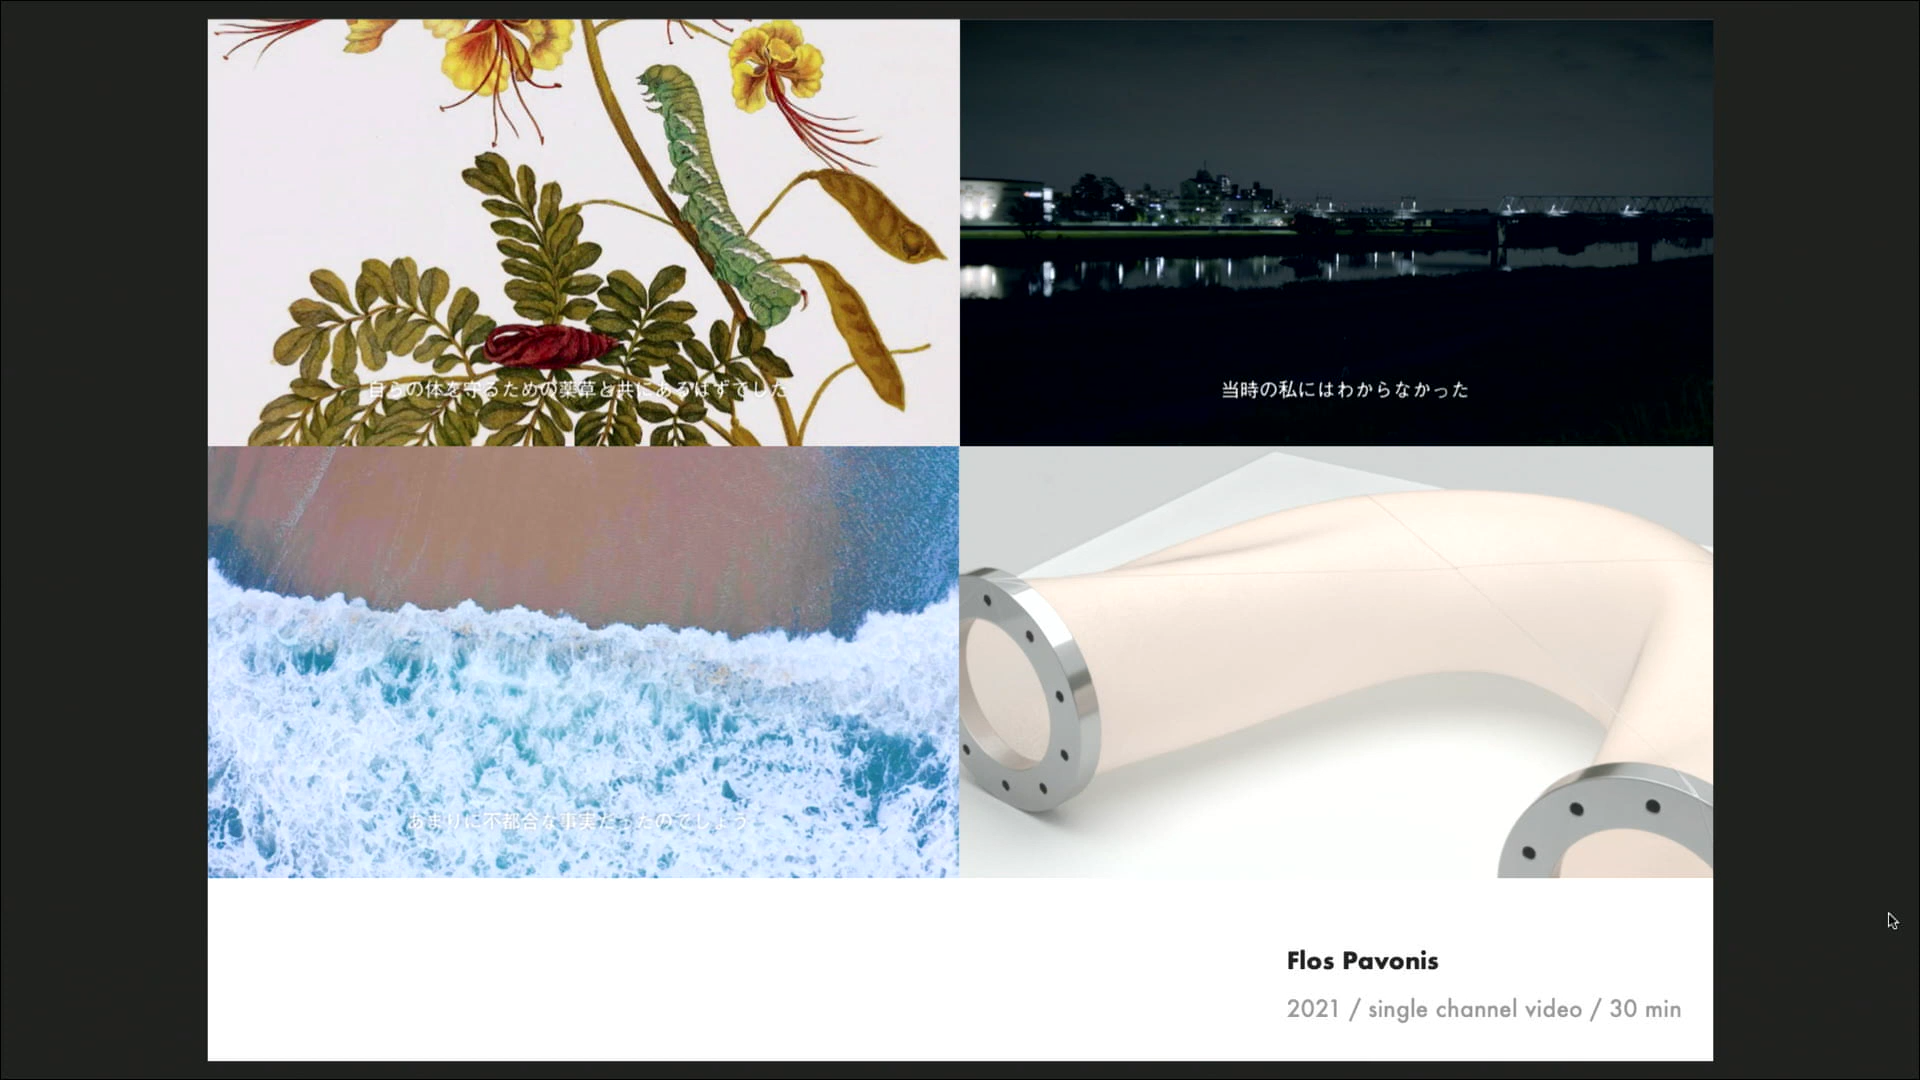 自らの体を守るための薬草と共にあるはずでした
当時の私にはわからなかった
あまりに不都合な事実だったのでしょう
Flos Pavonis
2021 / single channel video / 30 min